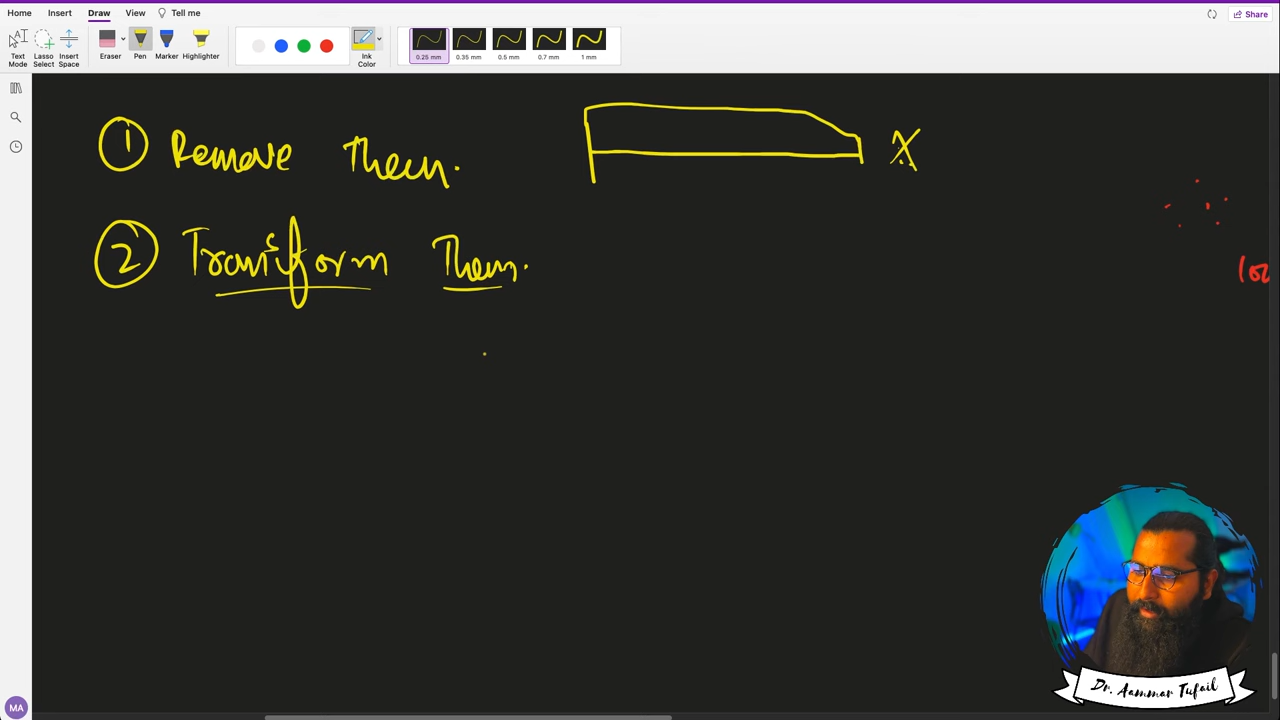 Home Insert Draw View Tell me
Share
Text Mode
Lasso Select
Insert Space
Eraser
Pen
Marker
Highlighter
Ink Color
0.25 mm
0.35 mm
0.5 mm
0.7 mm
1 mm
① Remove Them.
X
② Transform Them.
MA
Dr. Aammar Tufail